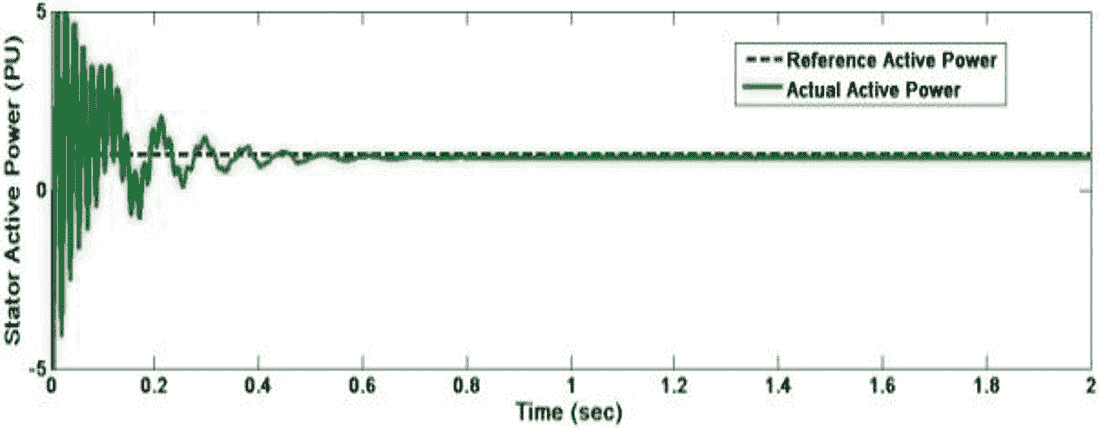 Stator Active Power (PU)
5
0
-5
Reference Active Power
Actual Active Power
0 0.2 0.4 0.6 0.8 1 1.2 1.4 1.6 1.8 2
Time (sec)